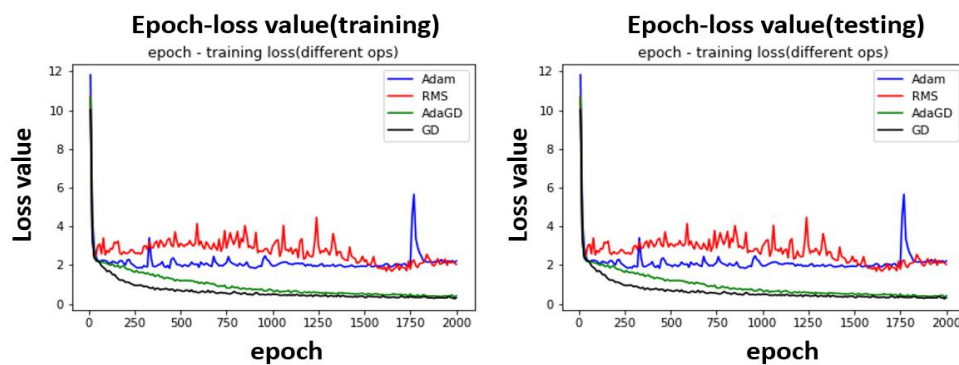 Epoch-loss value(training)
epoch - training loss(different ops)
Loss value
12
10
8
6
4
2
0
Adam
RMS
AdaGD
GD
0
250
500
750
1000
1250
1500
1750
2000
epoch
Epoch-loss value(testing)
epoch - training loss(different ops)
Loss value
12
10
8
6
4
2
0
Adam
RMS
AdaGD
GD
0
250
500
750
1000
1250
1500
1750
2000
epoch